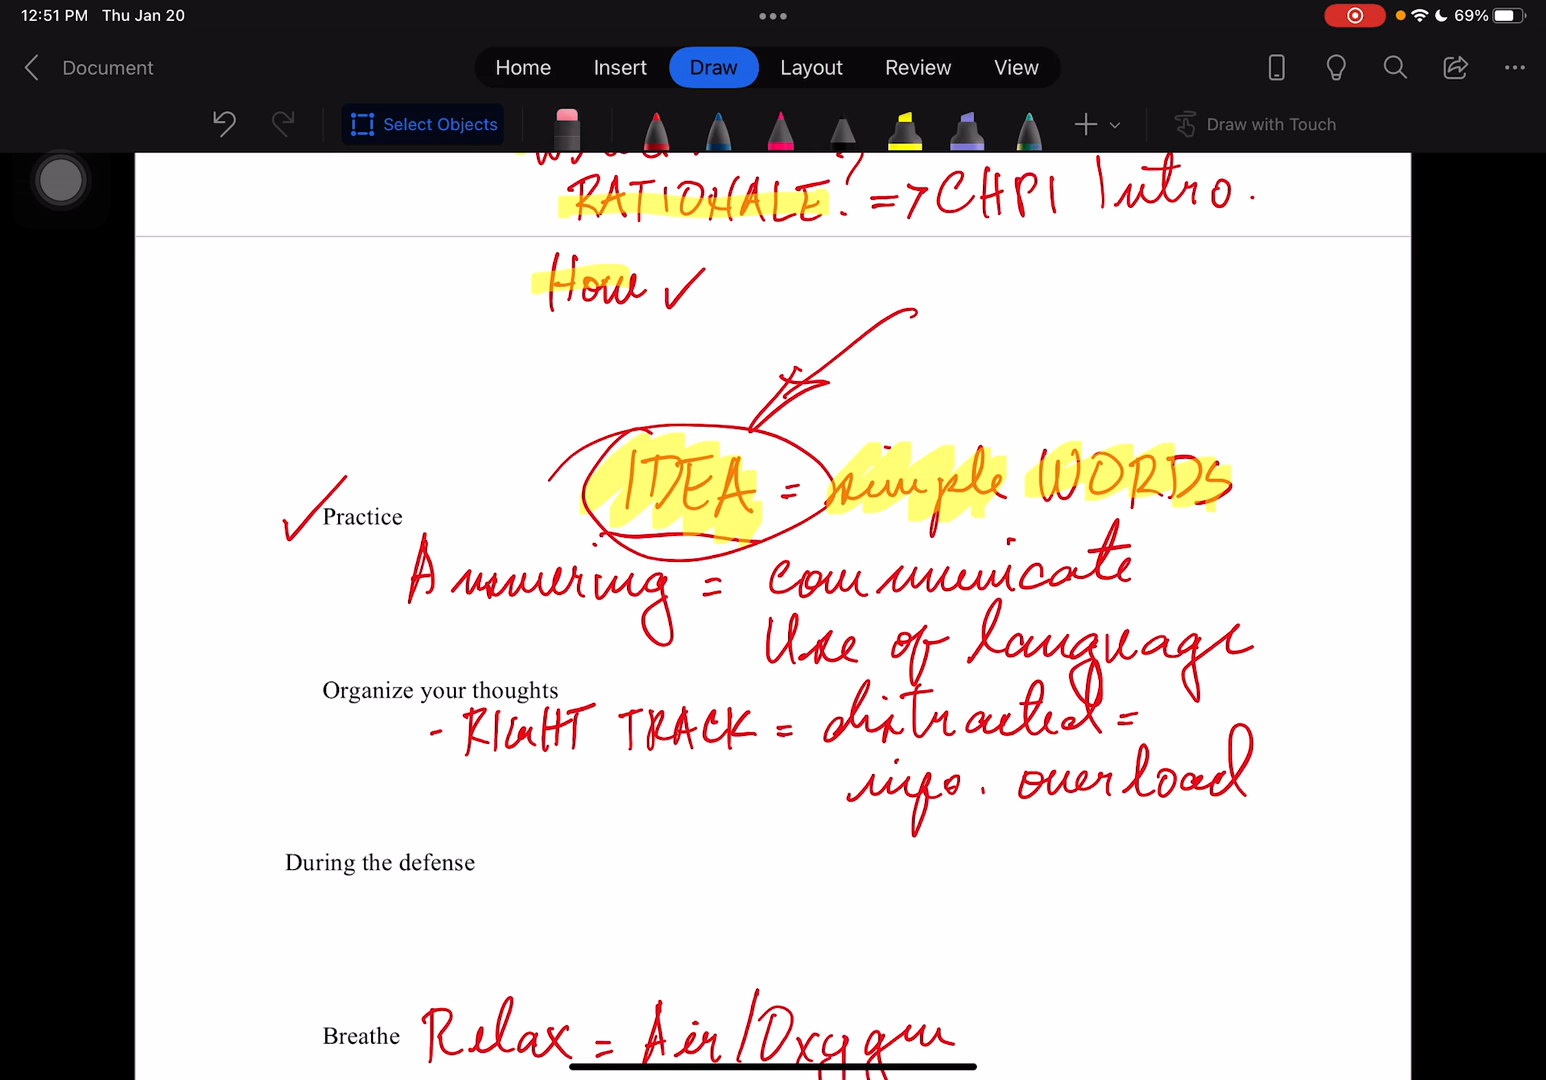 12:51 PM Thu Jan 20
69%
Document
Home Insert Draw Layout Review View
Select Objects
Draw with Touch
RATIONALE? => CHP1 Intro.
How ✓
IDEA = simple WORDS
✓ Practice
Answering = communicate
Use of language
Organize your thoughts
- RIGHT TRACK = distracted =
info. overload
During the defense
Breathe Relax = Air/Oxygen